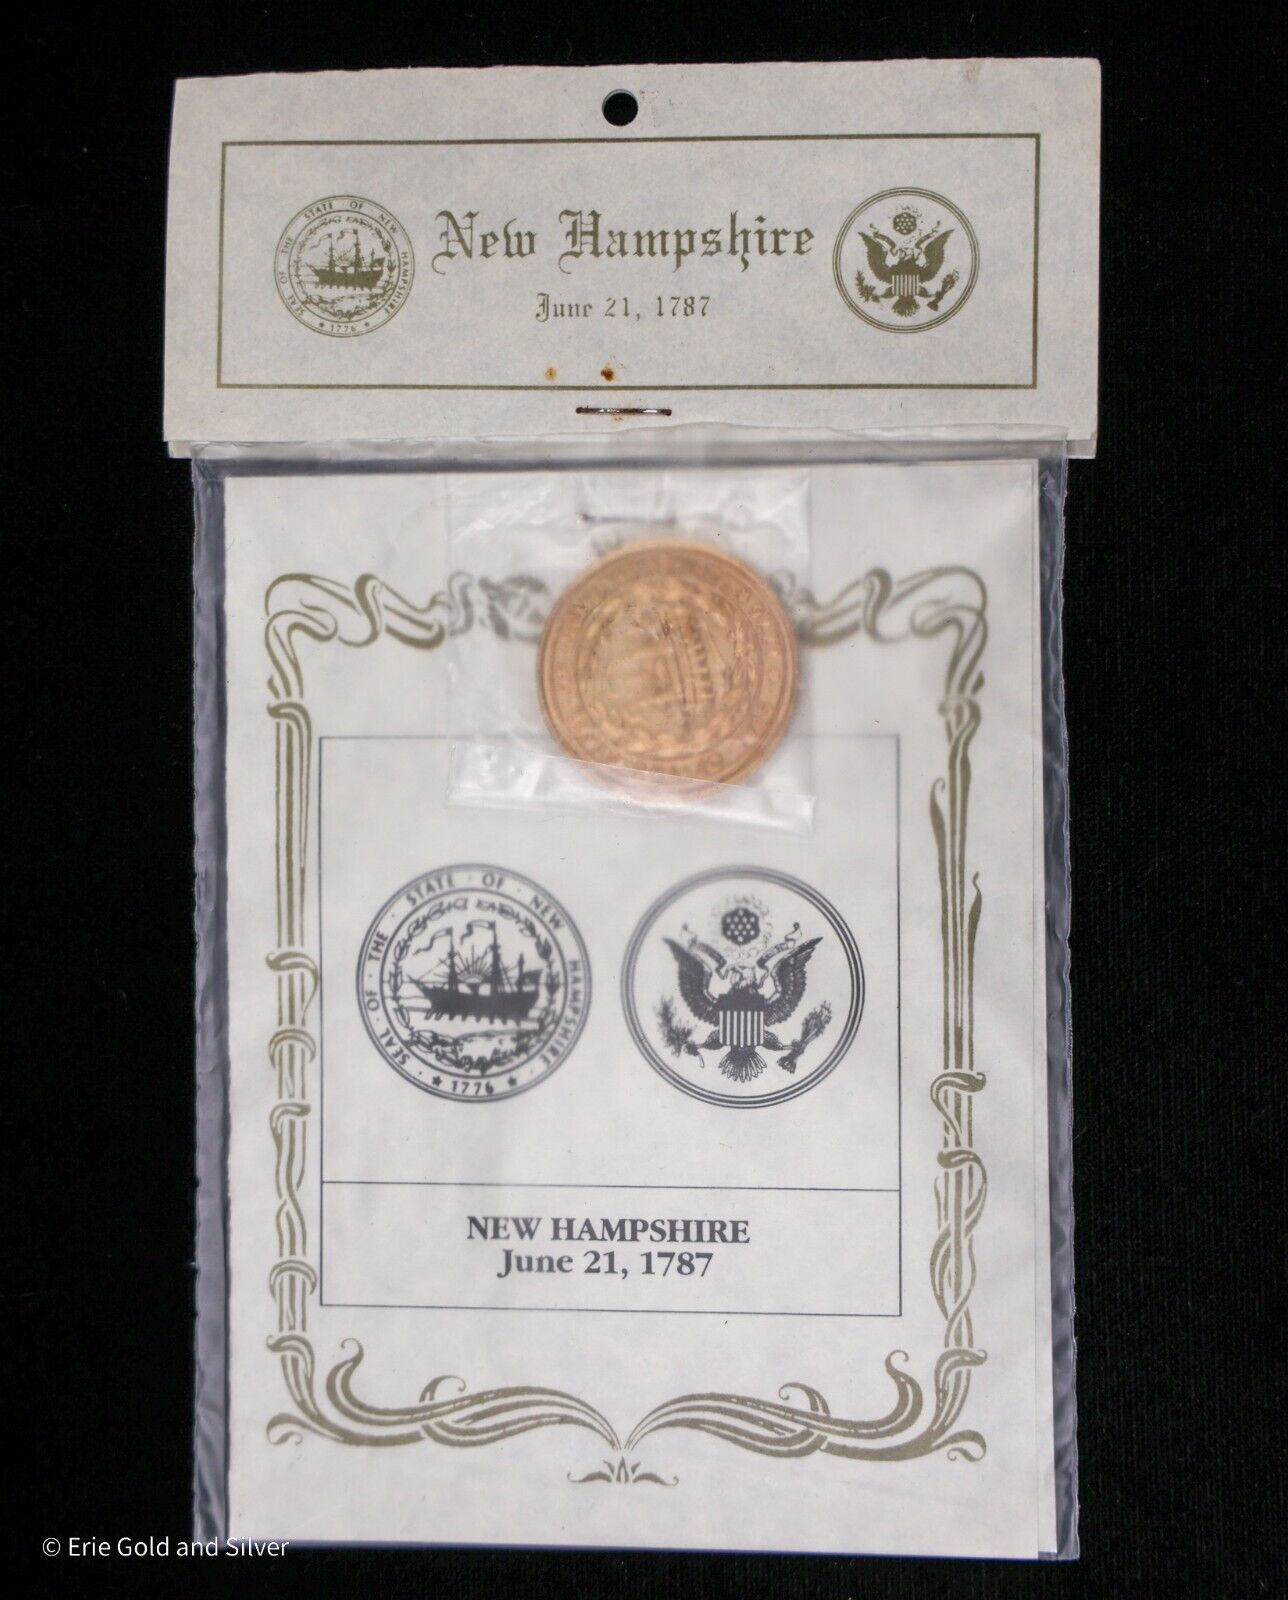 SEAL OF THE STATE OF NEW HAMPSHIRE
1776
New Hampshire
June 21, 1787
SEAL · OF · THE · STATE · OF · NEW · HAMPSHIRE ·
★ 1776 ★
NEW HAMPSHIRE
June 21, 1787
© Erie Gold and Silver